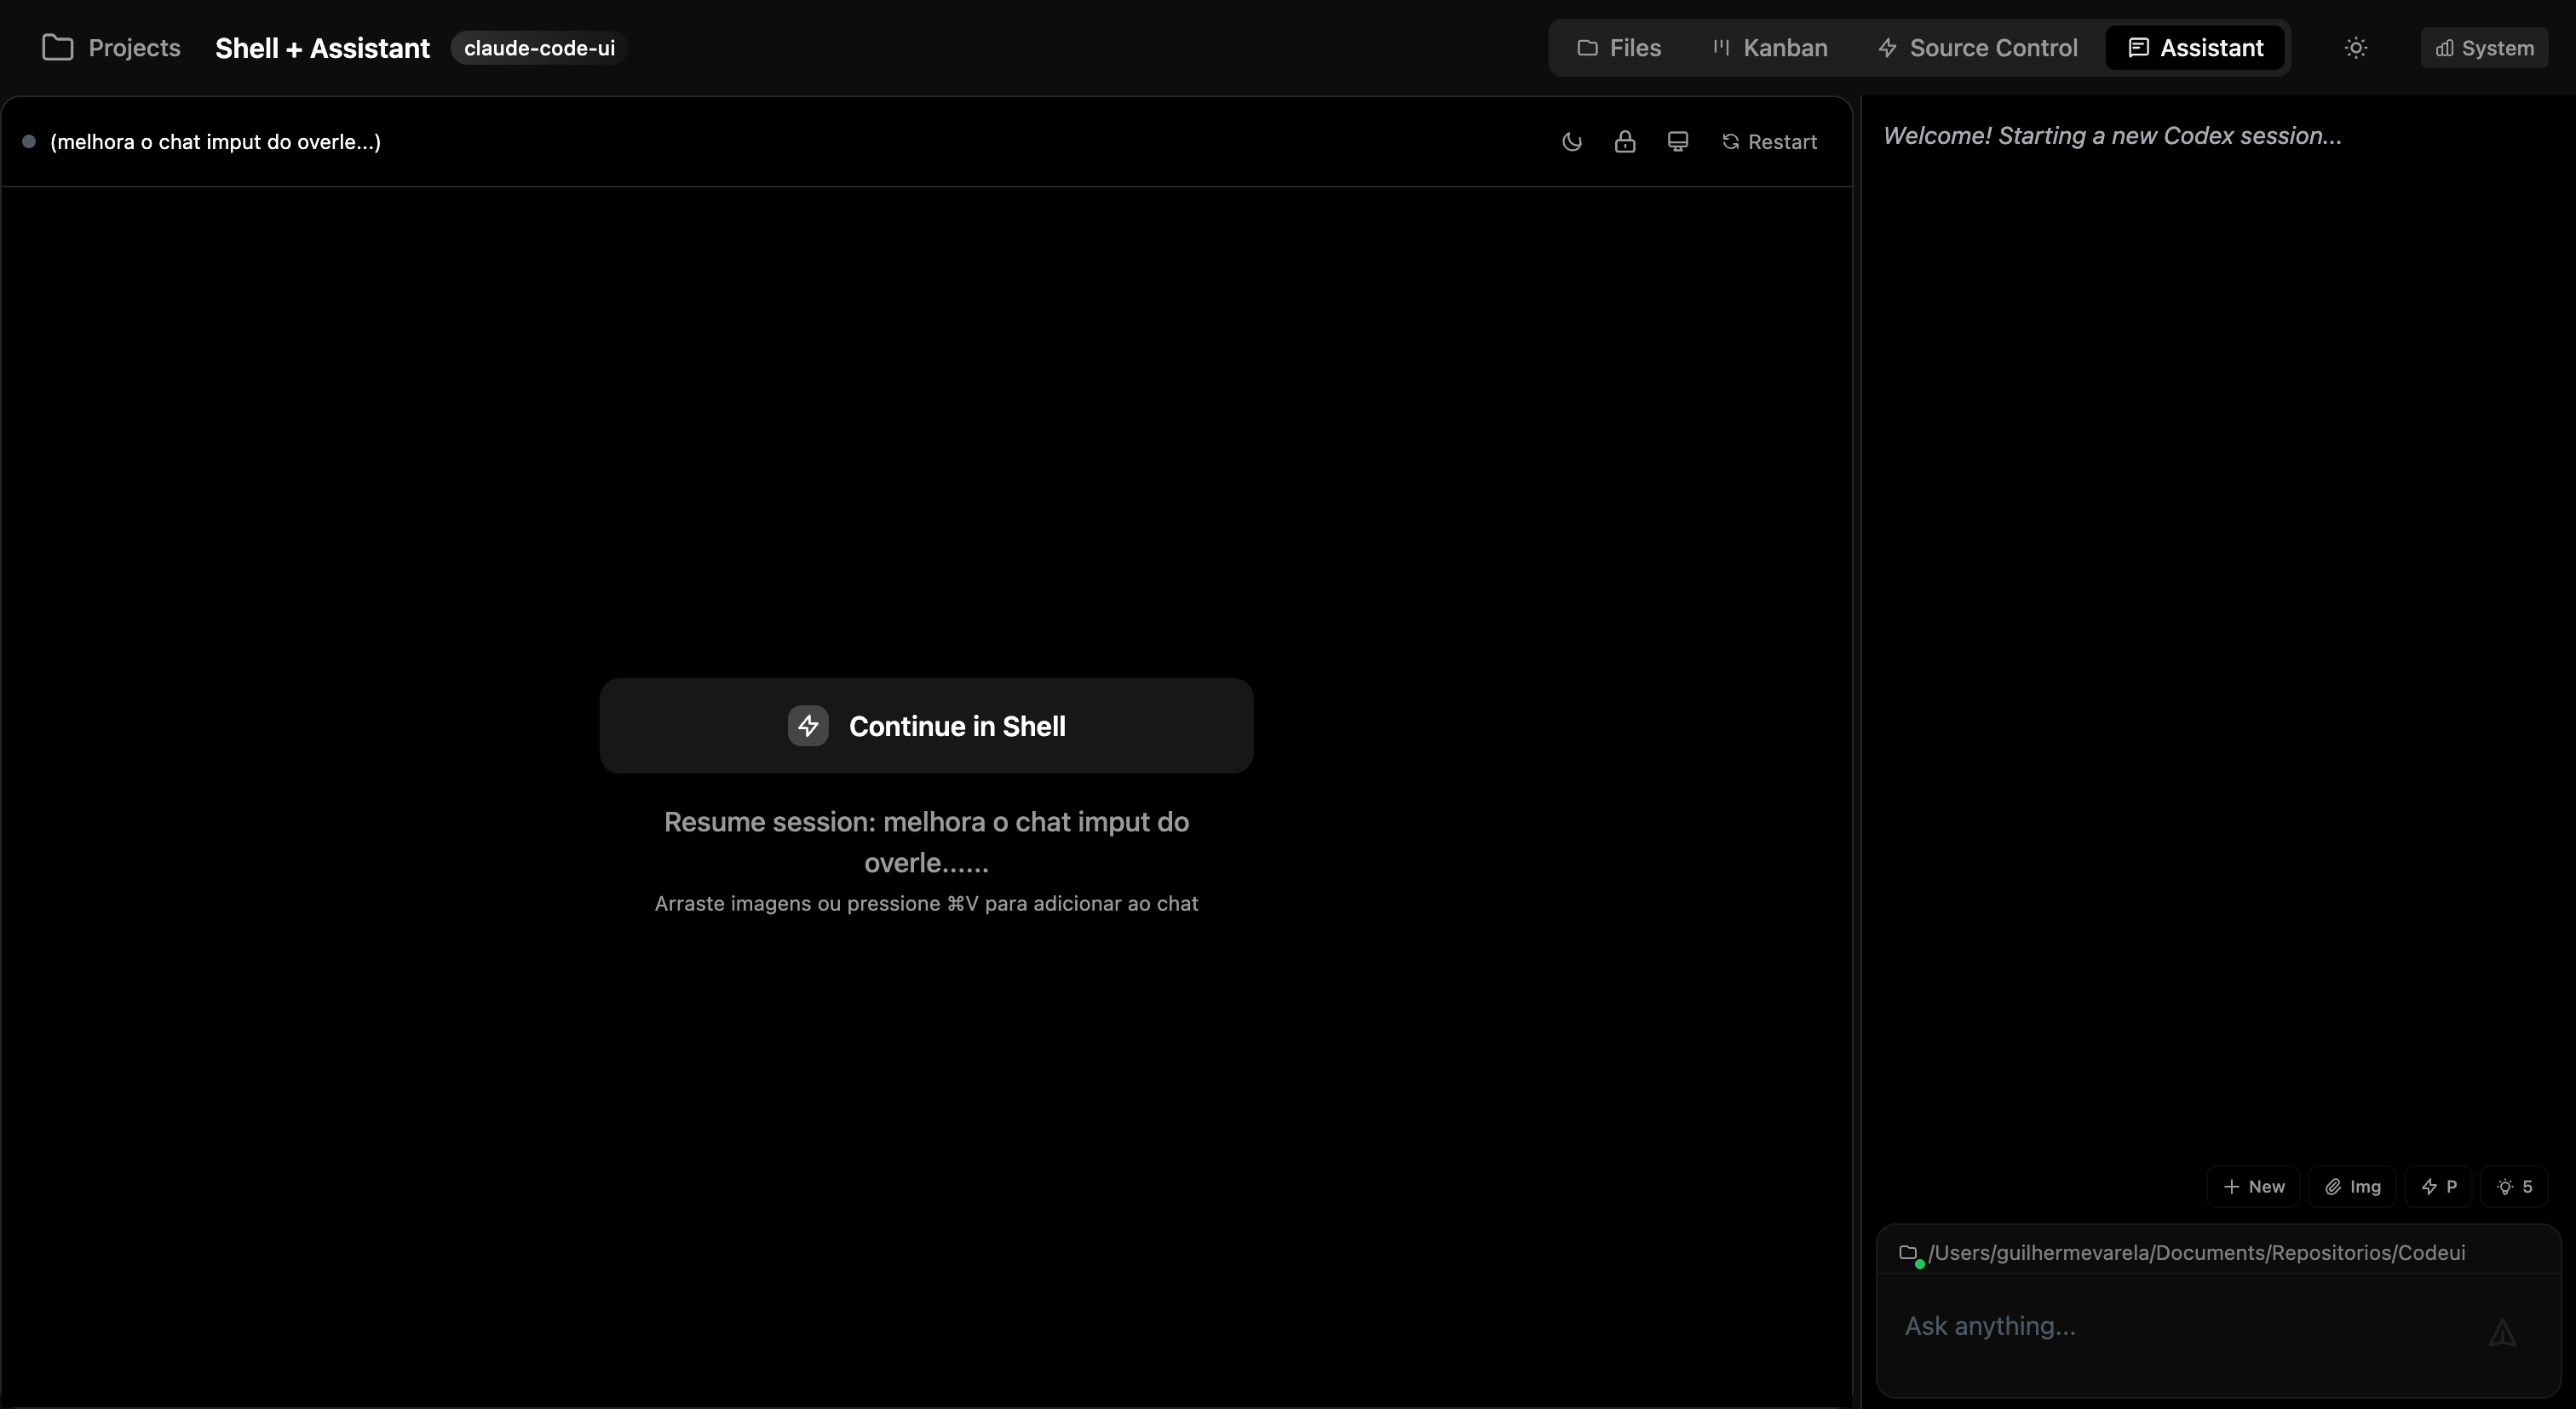 Projects
Shell + Assistant
claude-code-ui
Files
Kanban
Source Control
Assistant
System
(melhora o chat imput do overle...)
Restart
Welcome! Starting a new Codex session...
Continue in Shell
Resume session: melhora o chat imput do
overle......
Arraste imagens ou pressione ⌘V para adicionar ao chat
New
Img
P
5
/Users/guilhermevarela/Documents/Repositorios/Codeui
Ask anything...